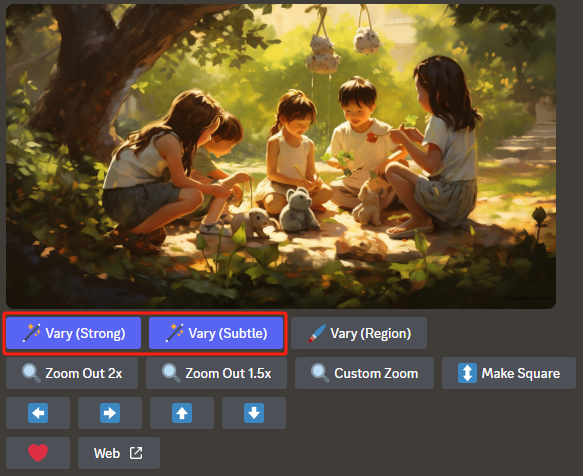 Vary (Strong) Vary (Subtle) Vary (Region)
Zoom Out 2x Zoom Out 1.5x Custom Zoom Make Square
Web